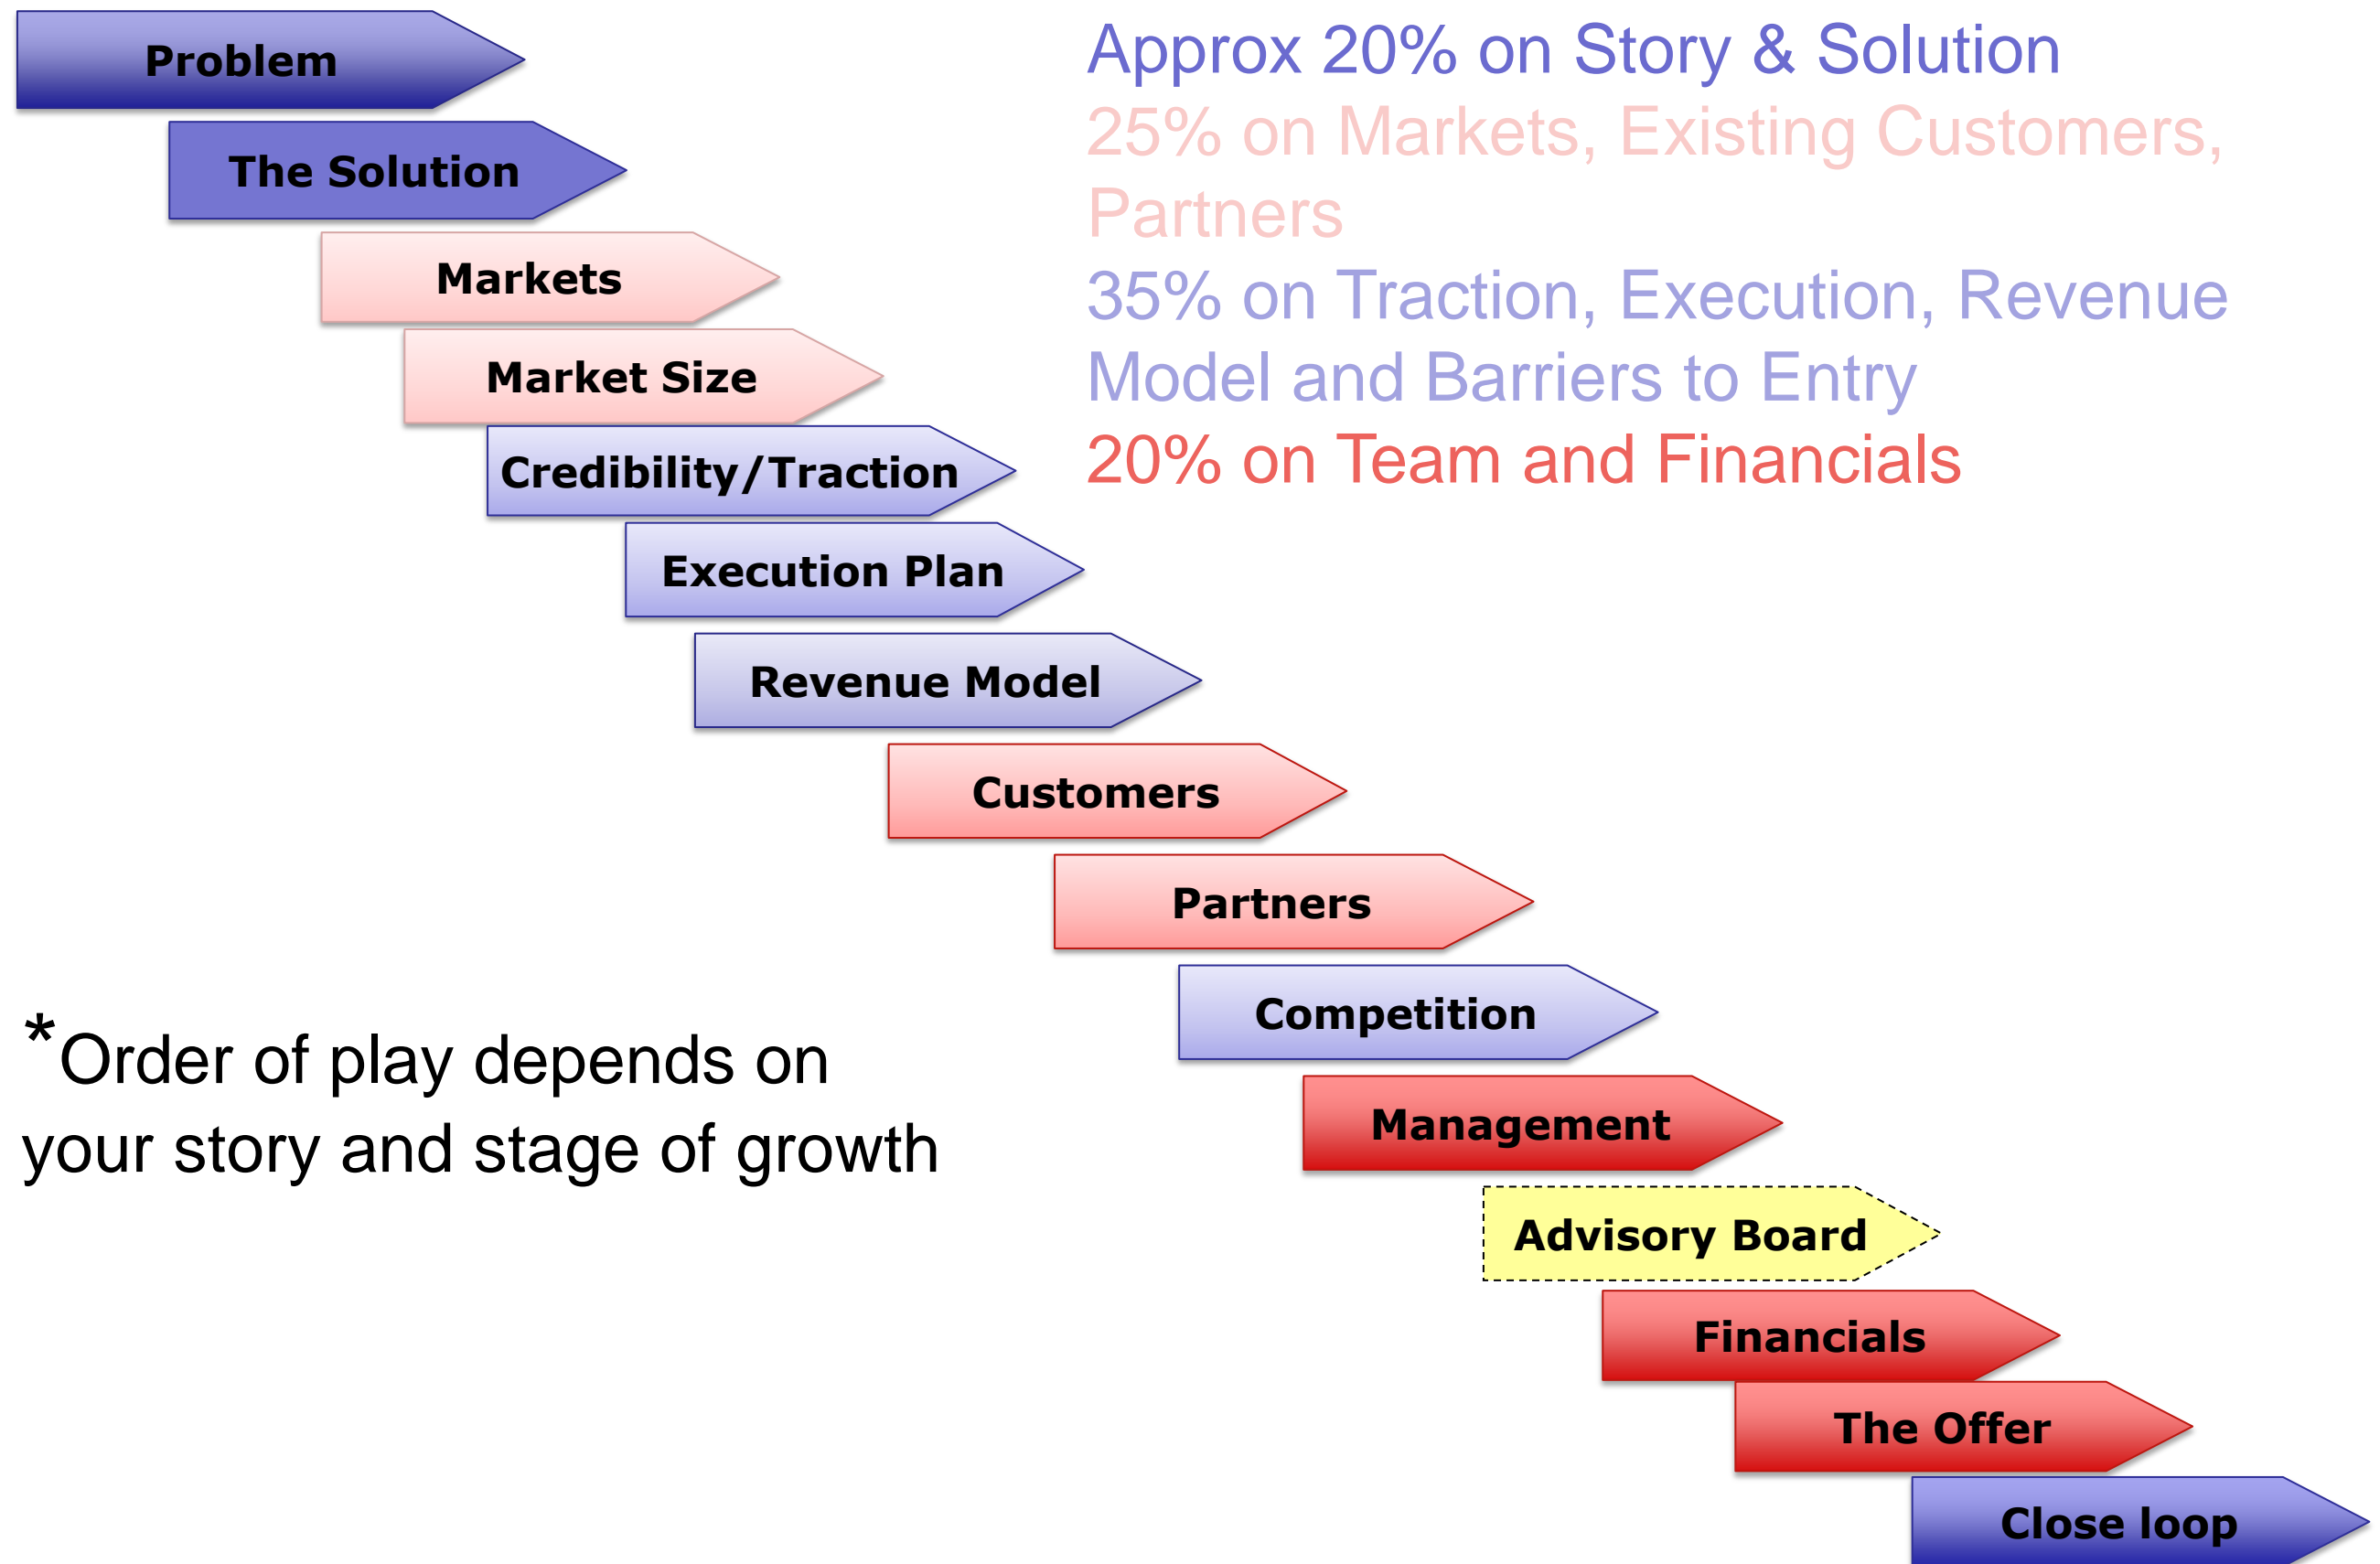 Problem
The Solution
Markets
Market Size
Credibility/Traction
Execution Plan
Revenue Model
Customers
Partners
Competition
Management
Advisory Board
Financials
The Offer
Close loop
Approx 20% on Story & Solution
25% on Markets, Existing Customers,
Partners
35% on Traction, Execution, Revenue
Model and Barriers to Entry
20% on Team and Financials
*Order of play depends on
your story and stage of growth